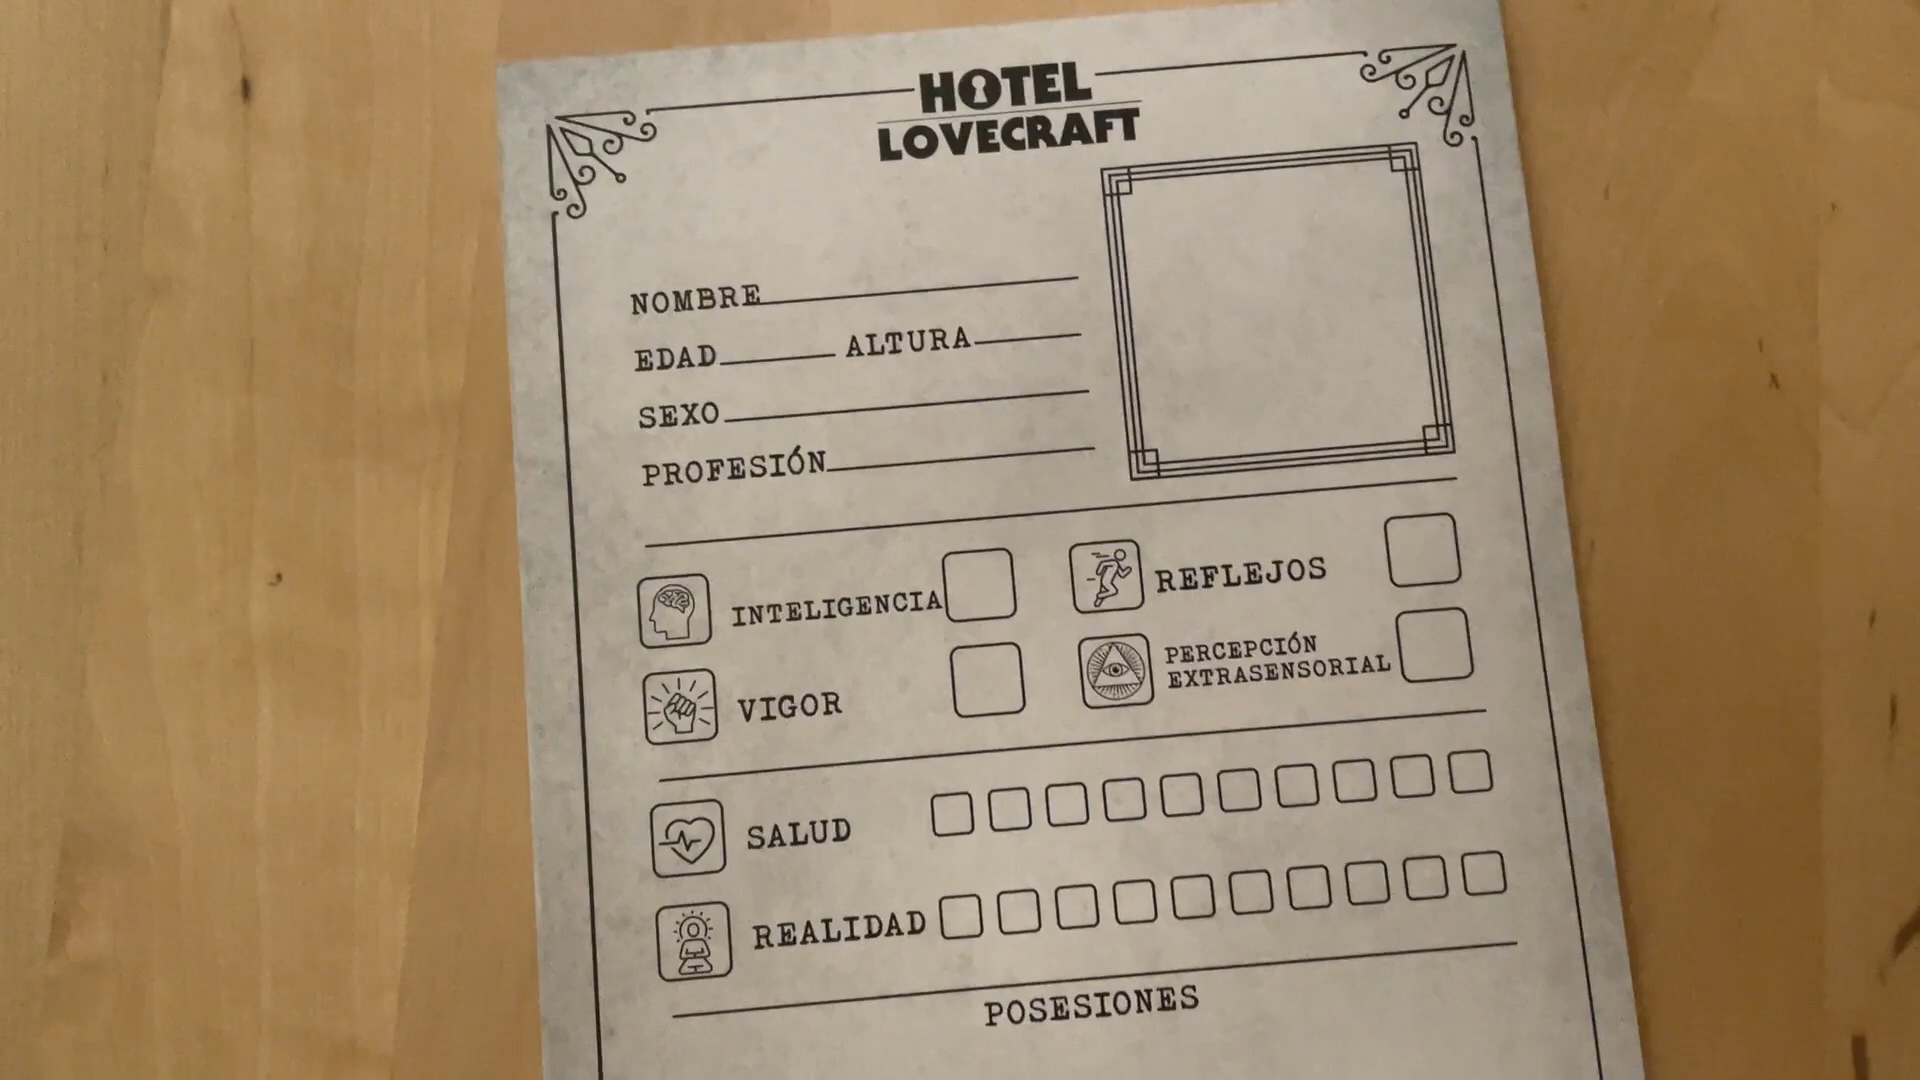 HOTEL
LOVECRAFT
NOMBRE
EDAD ALTURA
SEXO
PROFESIÓN
INTELIGENCIA REFLEJOS
VIGOR PERCEPCIÓN
EXTRASENSORIAL
SALUD
REALIDAD
POSESIONES